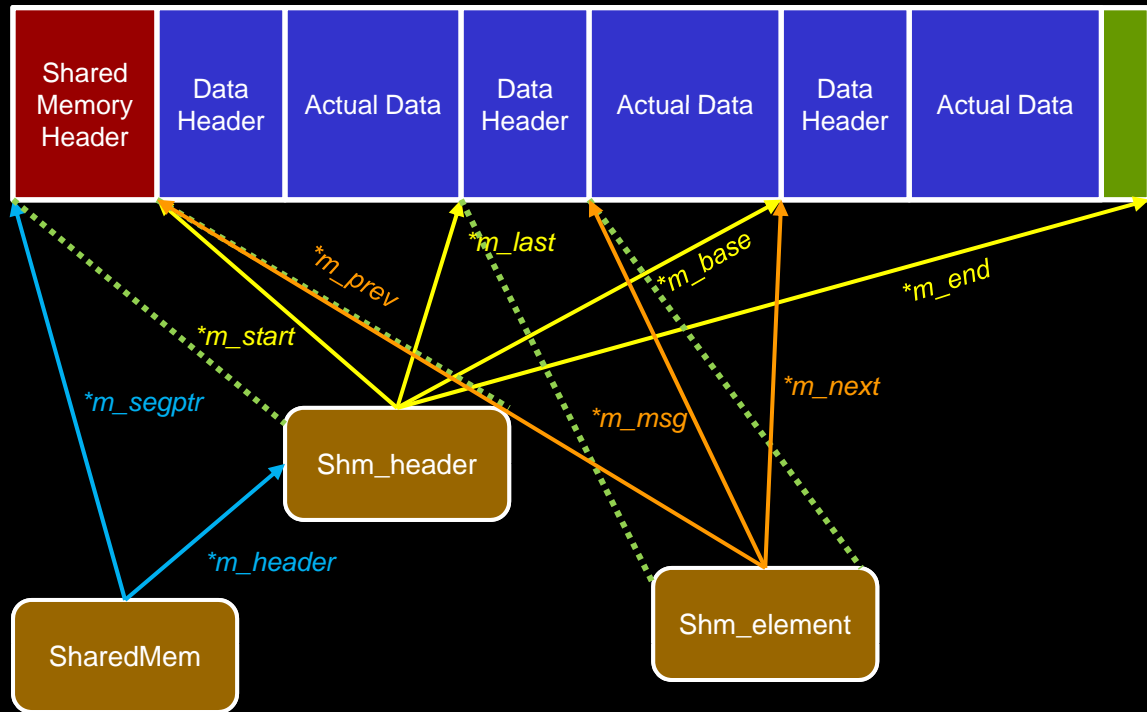 Shared
Memory
Header
Data
Header
Actual Data
Data
Header
Actual Data
Data
Header
Actual Data
*m_last
*m_base
*m_end
*m_prev
*m_start
*m_segptr
*m_next
*m_msg
Shm_header
*m_header
Shm_element
SharedMem